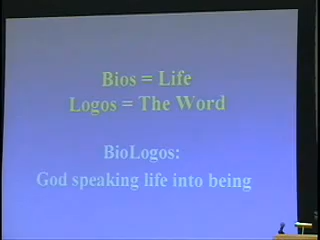 Bios = Life
Logos = The Word
BioLogos:
God speaking life into being